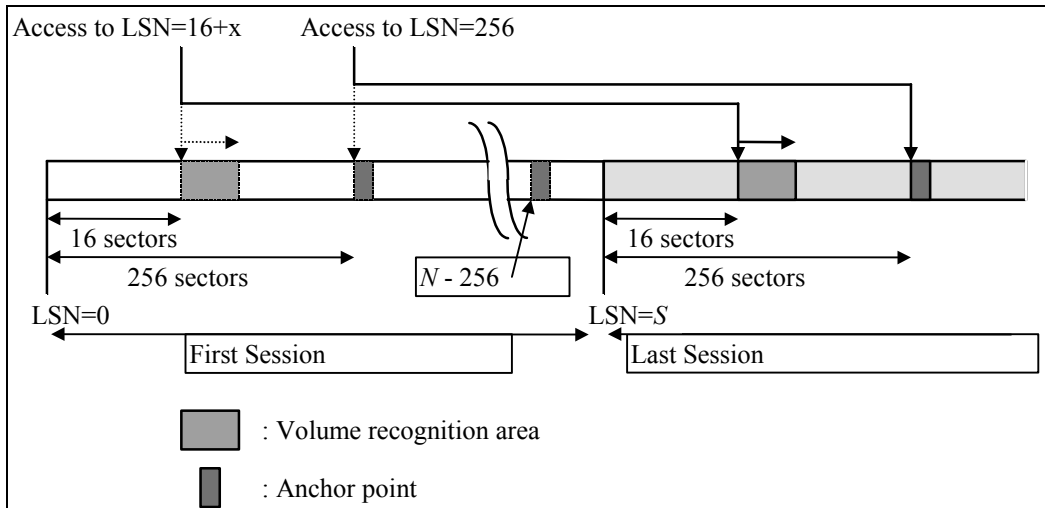 Access to LSN=16+x
Access to LSN=256
16 sectors
16 sectors
256 sectors
N - 256
256 sectors
LSN=0
LSN=S
First Session
Last Session
: Volume recognition area
: Anchor point